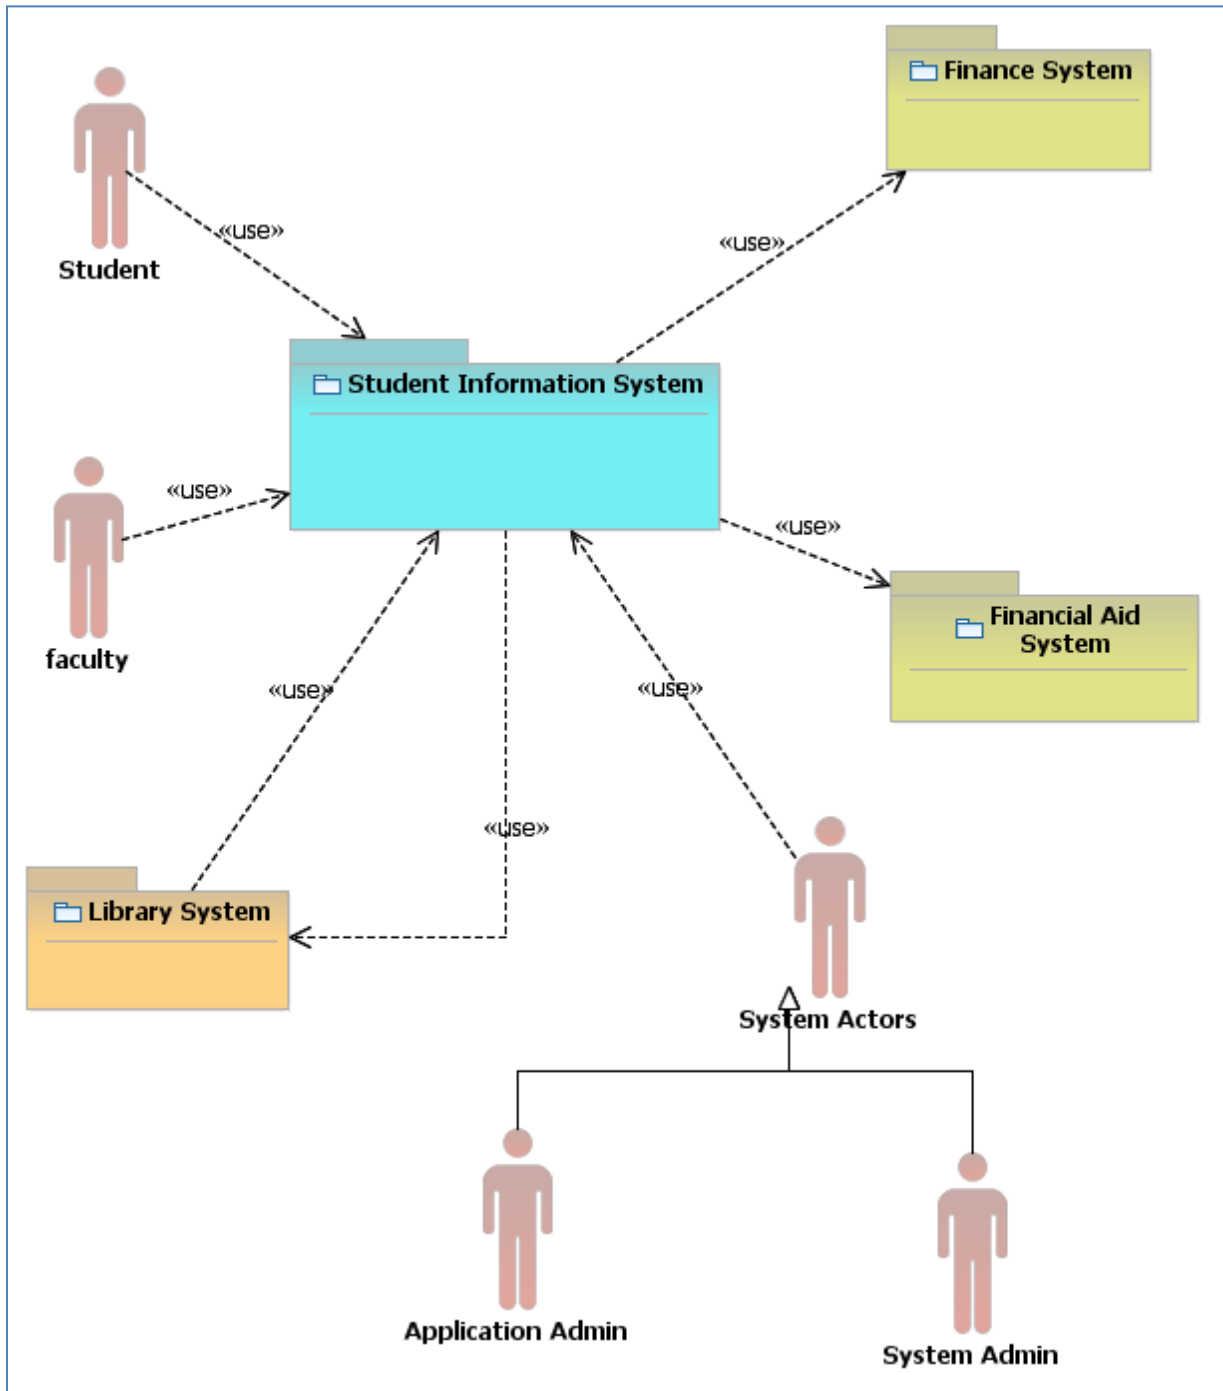 Finance System
Student
«use»
«use»
Student Information System
«use»
faculty
«use»
Financial Aid
System
«use»
«use»
«use»
Library System
System Actors
Application Admin
System Admin